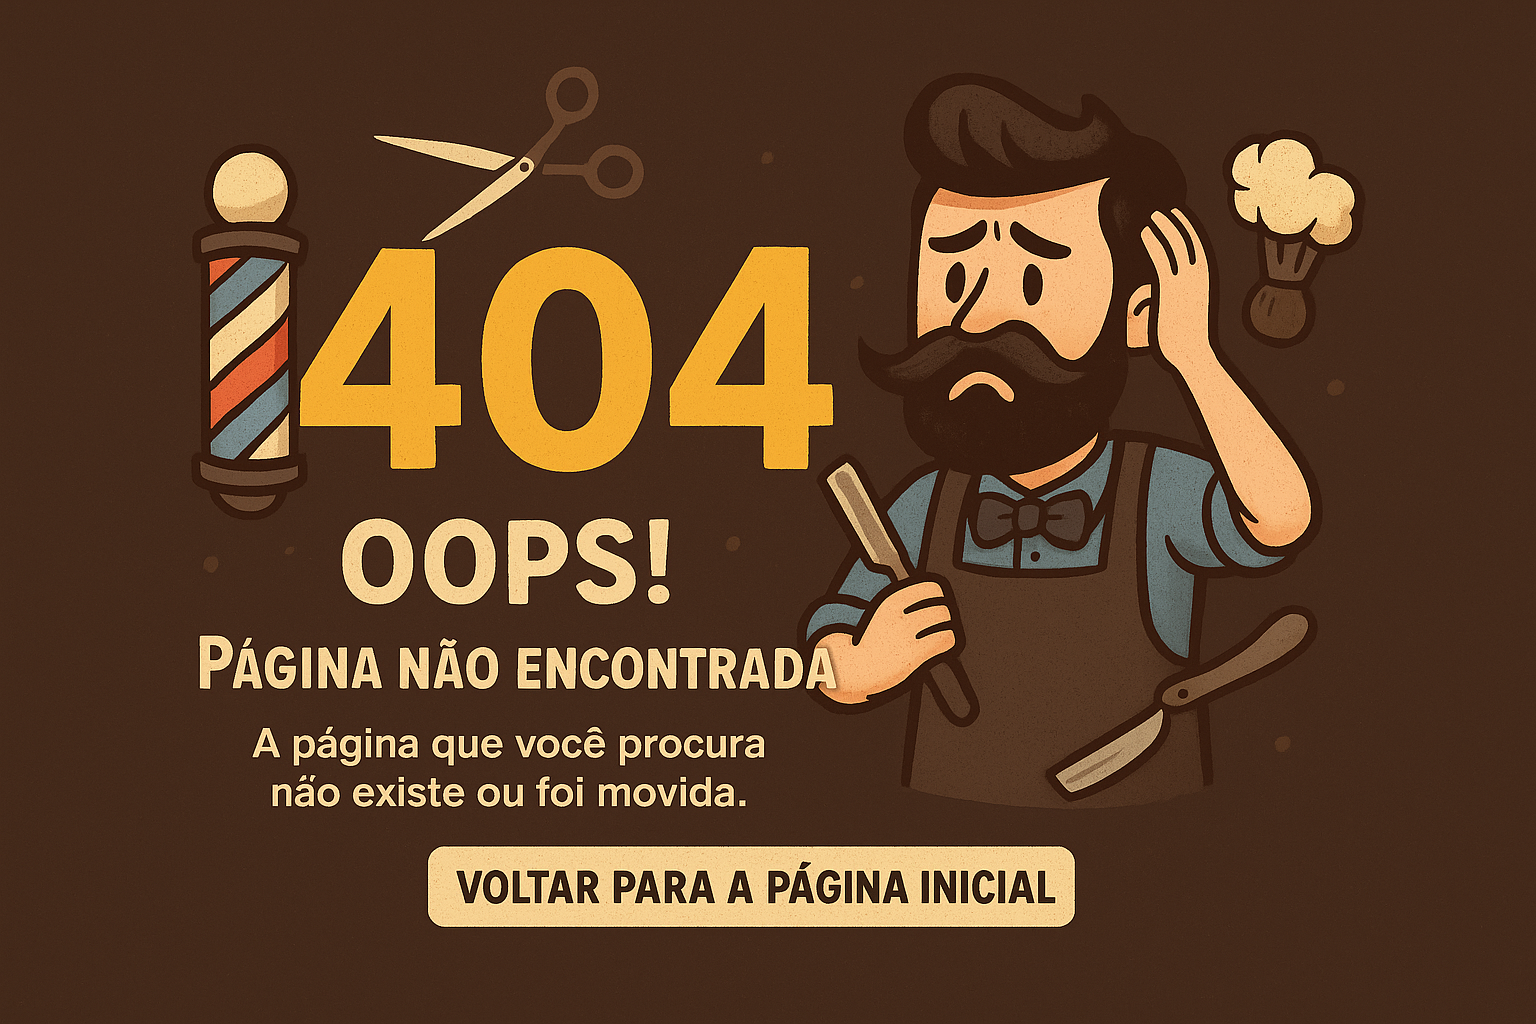 404
OOPS!
PÁGINA NÃO ENCONTRADA
A página que você procura
não existe ou foi movida.
VOLTAR PARA A PÁGINA INICIAL